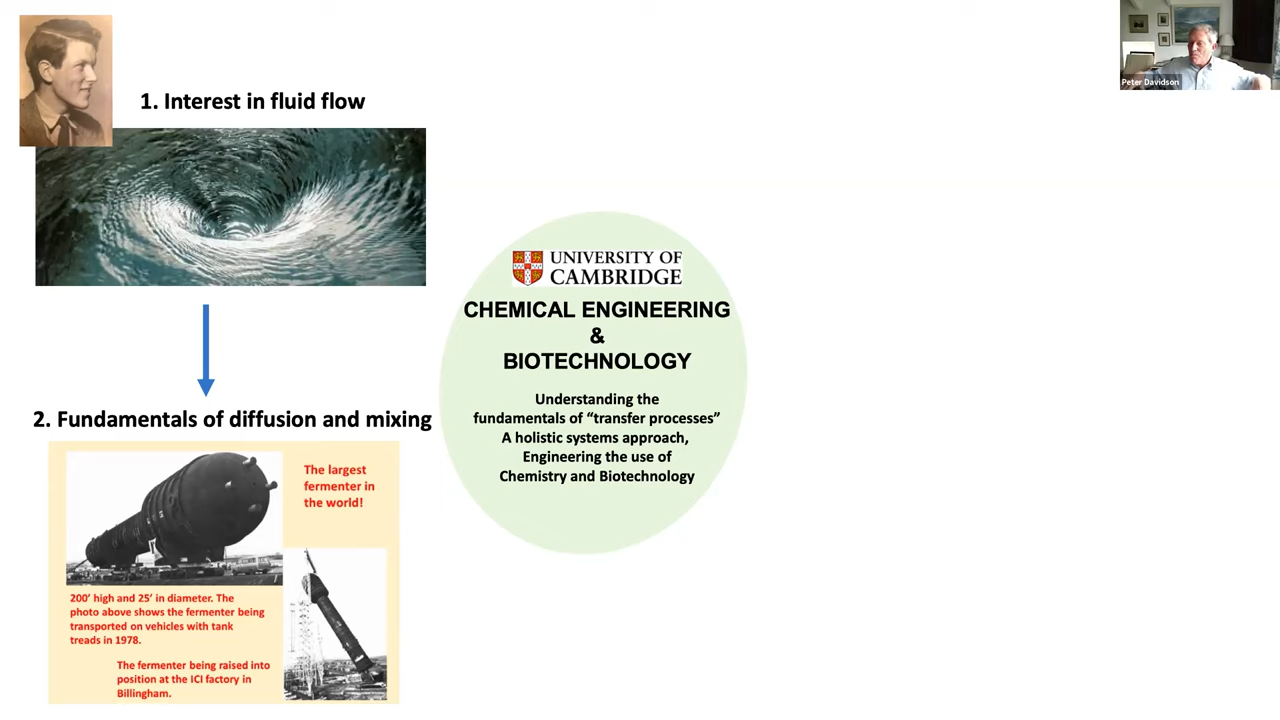 Peter Davidson
1. Interest in fluid flow
UNIVERSITY OF
CAMBRIDGE
CHEMICAL ENGINEERING
&
BIOTECHNOLOGY
Understanding the
fundamentals of “transfer processes”
A holistic systems approach,
Engineering the use of
Chemistry and Biotechnology
2. Fundamentals of diffusion and mixing
The largest
fermenter in
the world!
200’ high and 25’ in diameter. The
photo above shows the fermenter being
transported on vehicles with tank
treads in 1978.
The fermenter being raised into
position at the ICI factory in
Billingham.